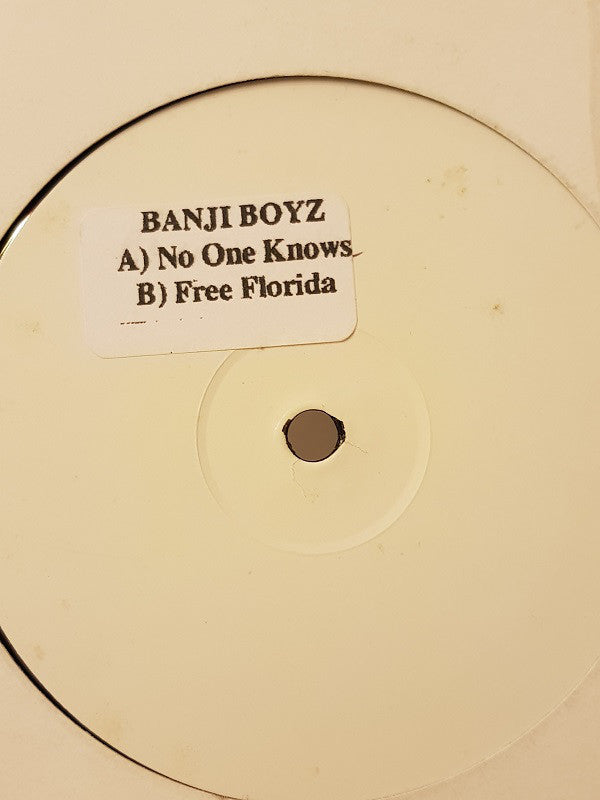 BANJI BOYZ
A) No One Knows
B) Free Florida